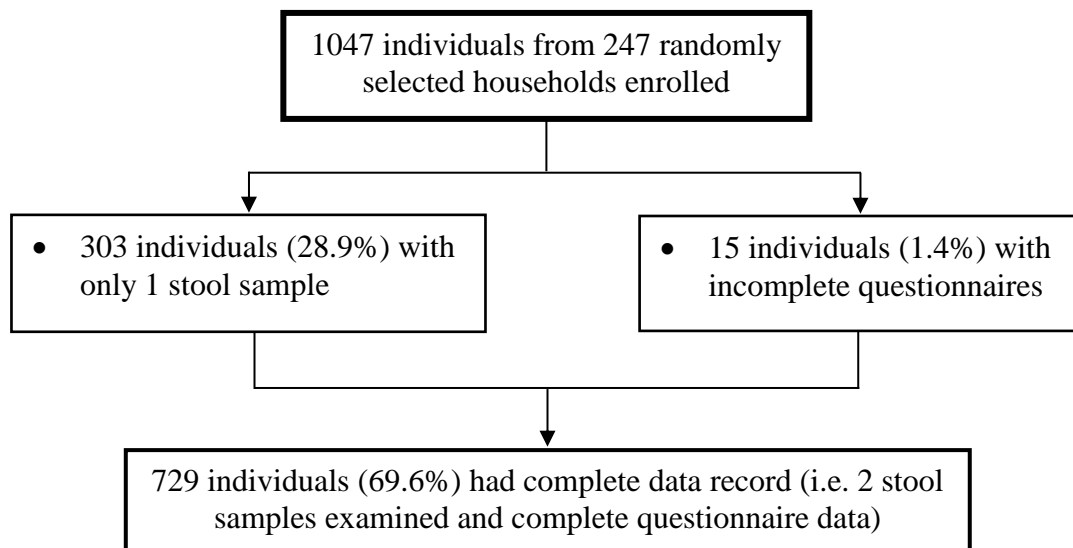 1047 individuals from 247 randomly
selected households enrolled
• 303 individuals (28.9%) with
only 1 stool sample
• 15 individuals (1.4%) with
incomplete questionnaires
729 individuals (69.6%) had complete data record (i.e. 2 stool
samples examined and complete questionnaire data)